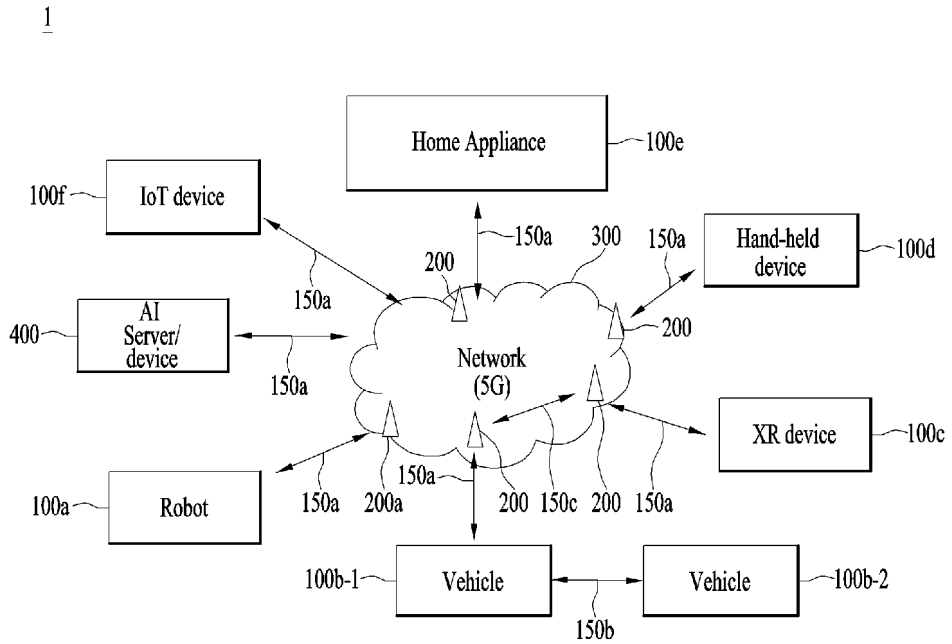 1
Home Appliance
100e
100f
IoT device
150a
300
150a
Hand-held
device
100d
200
150a
200
400
AI
Server/
device
150a
Network
(5G)
XR device
100c
150a
100a
Robot
150a
200a
200
150c
200
150a
100b-1
Vehicle
Vehicle
100b-2
150b